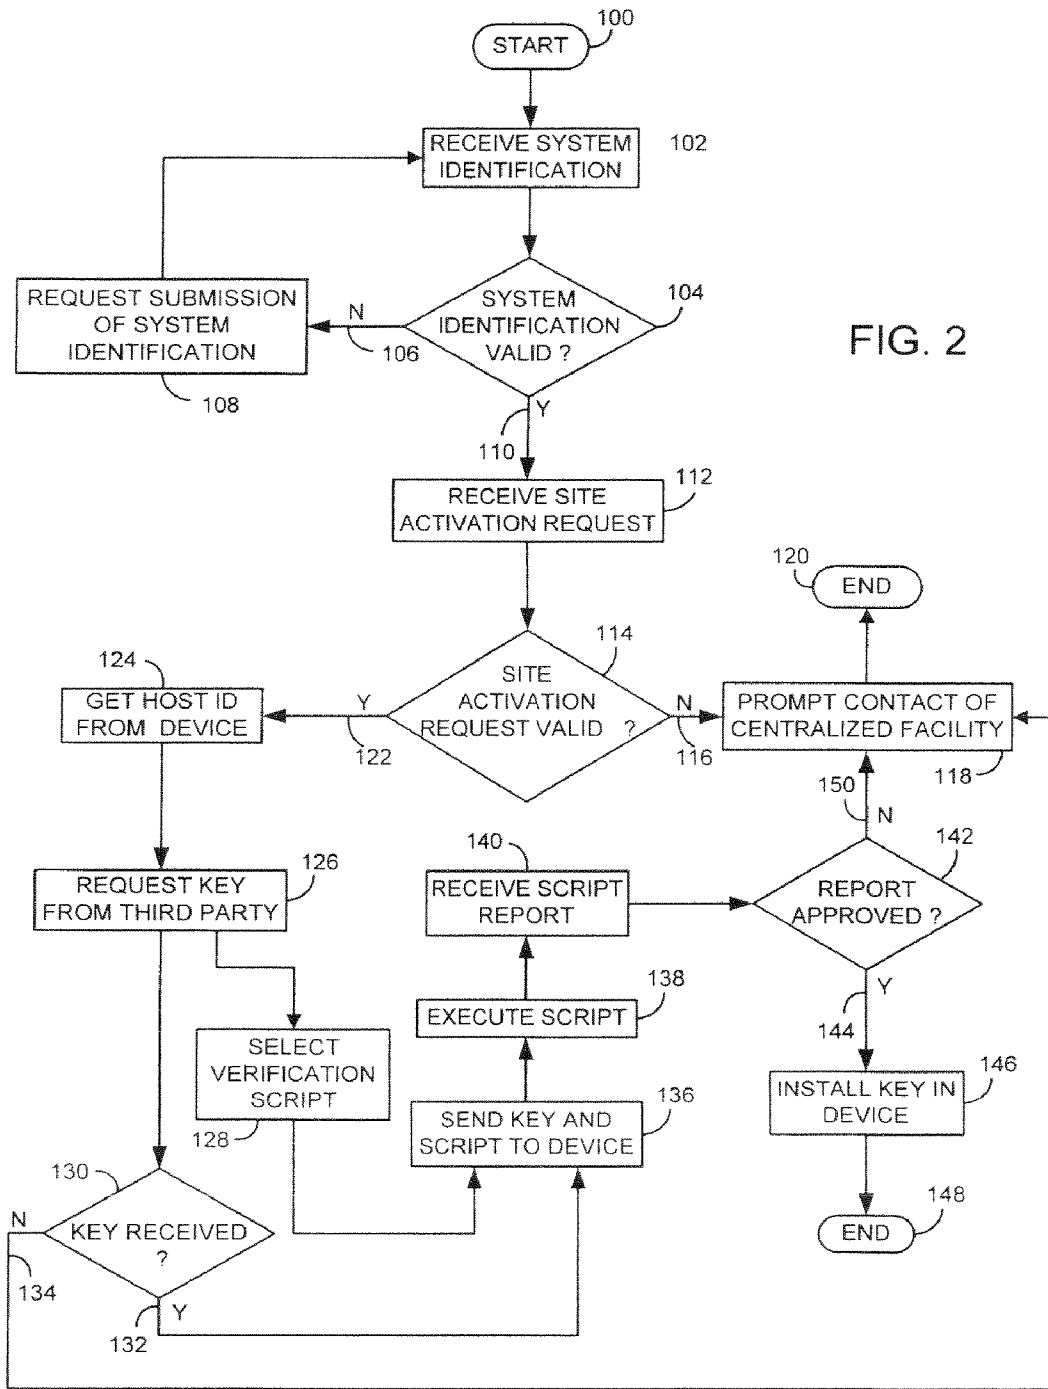 100
START
RECEIVE SYSTEM
IDENTIFICATION
102
REQUEST SUBMISSION
OF SYSTEM
IDENTIFICATION
108
N
106
SYSTEM
IDENTIFICATION
VALID ?
104
FIG. 2
Y
110
RECEIVE SITE
ACTIVATION REQUEST
112
120
END
124
GET HOST ID
FROM DEVICE
Y
122
SITE
ACTIVATION
REQUEST VALID ?
114
N
116
PROMPT CONTACT OF
CENTRALIZED FACILITY
118
150
N
126
REQUEST KEY
FROM THIRD PARTY
140
RECEIVE SCRIPT
REPORT
142
REPORT
APPROVED ?
Y
144
138
EXECUTE SCRIPT
SELECT
VERIFICATION
SCRIPT
128
136
SEND KEY AND
SCRIPT TO DEVICE
146
INSTALL KEY IN
DEVICE
130
N
KEY RECEIVED
?
134
132
Y
148
END